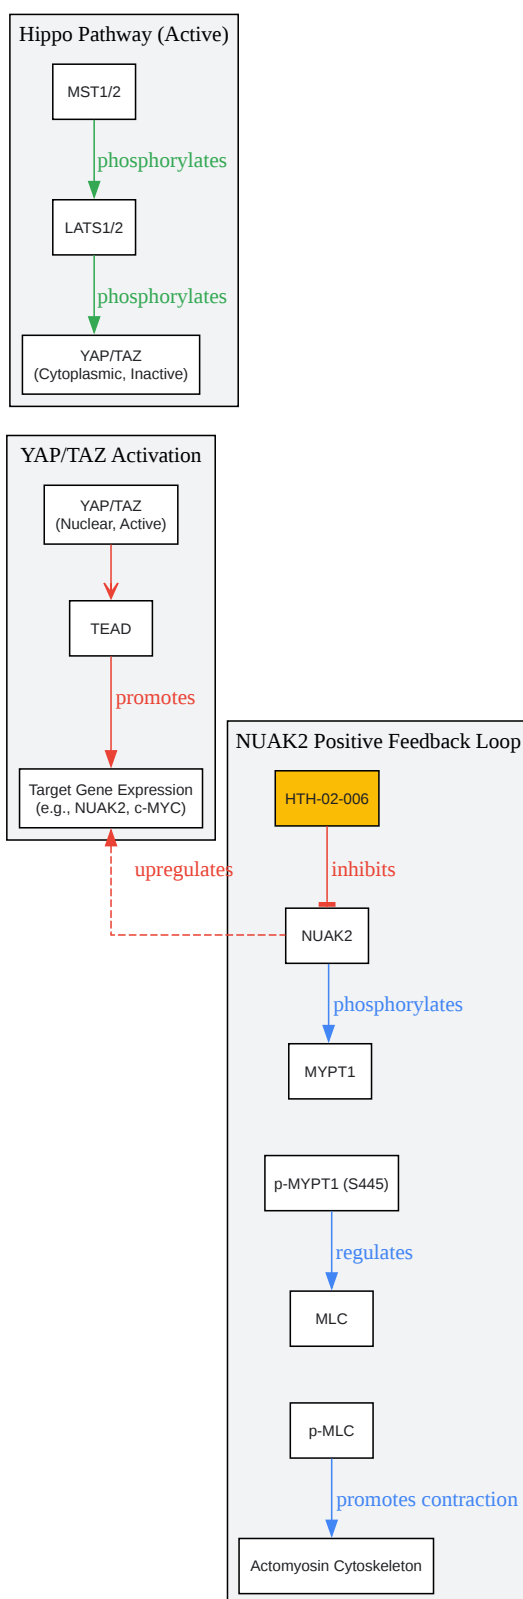 Hippo Pathway (Active)
MST1/2
phosphorylates
LATS1/2
phosphorylates
YAP/TAZ
(Cytoplasmic, Inactive)
YAP/TAZ Activation
YAP/TAZ
(Nuclear, Active)
TEAD
promotes
Target Gene Expression
(e.g., NUAK2, c-MYC)
upregulates
NUAK2 Positive Feedback Loop
HTH-02-006
inhibits
NUAK2
phosphorylates
MYPT1
p-MYPT1 (S445)
regulates
MLC
p-MLC
promotes contraction
Actomyosin Cytoskeleton